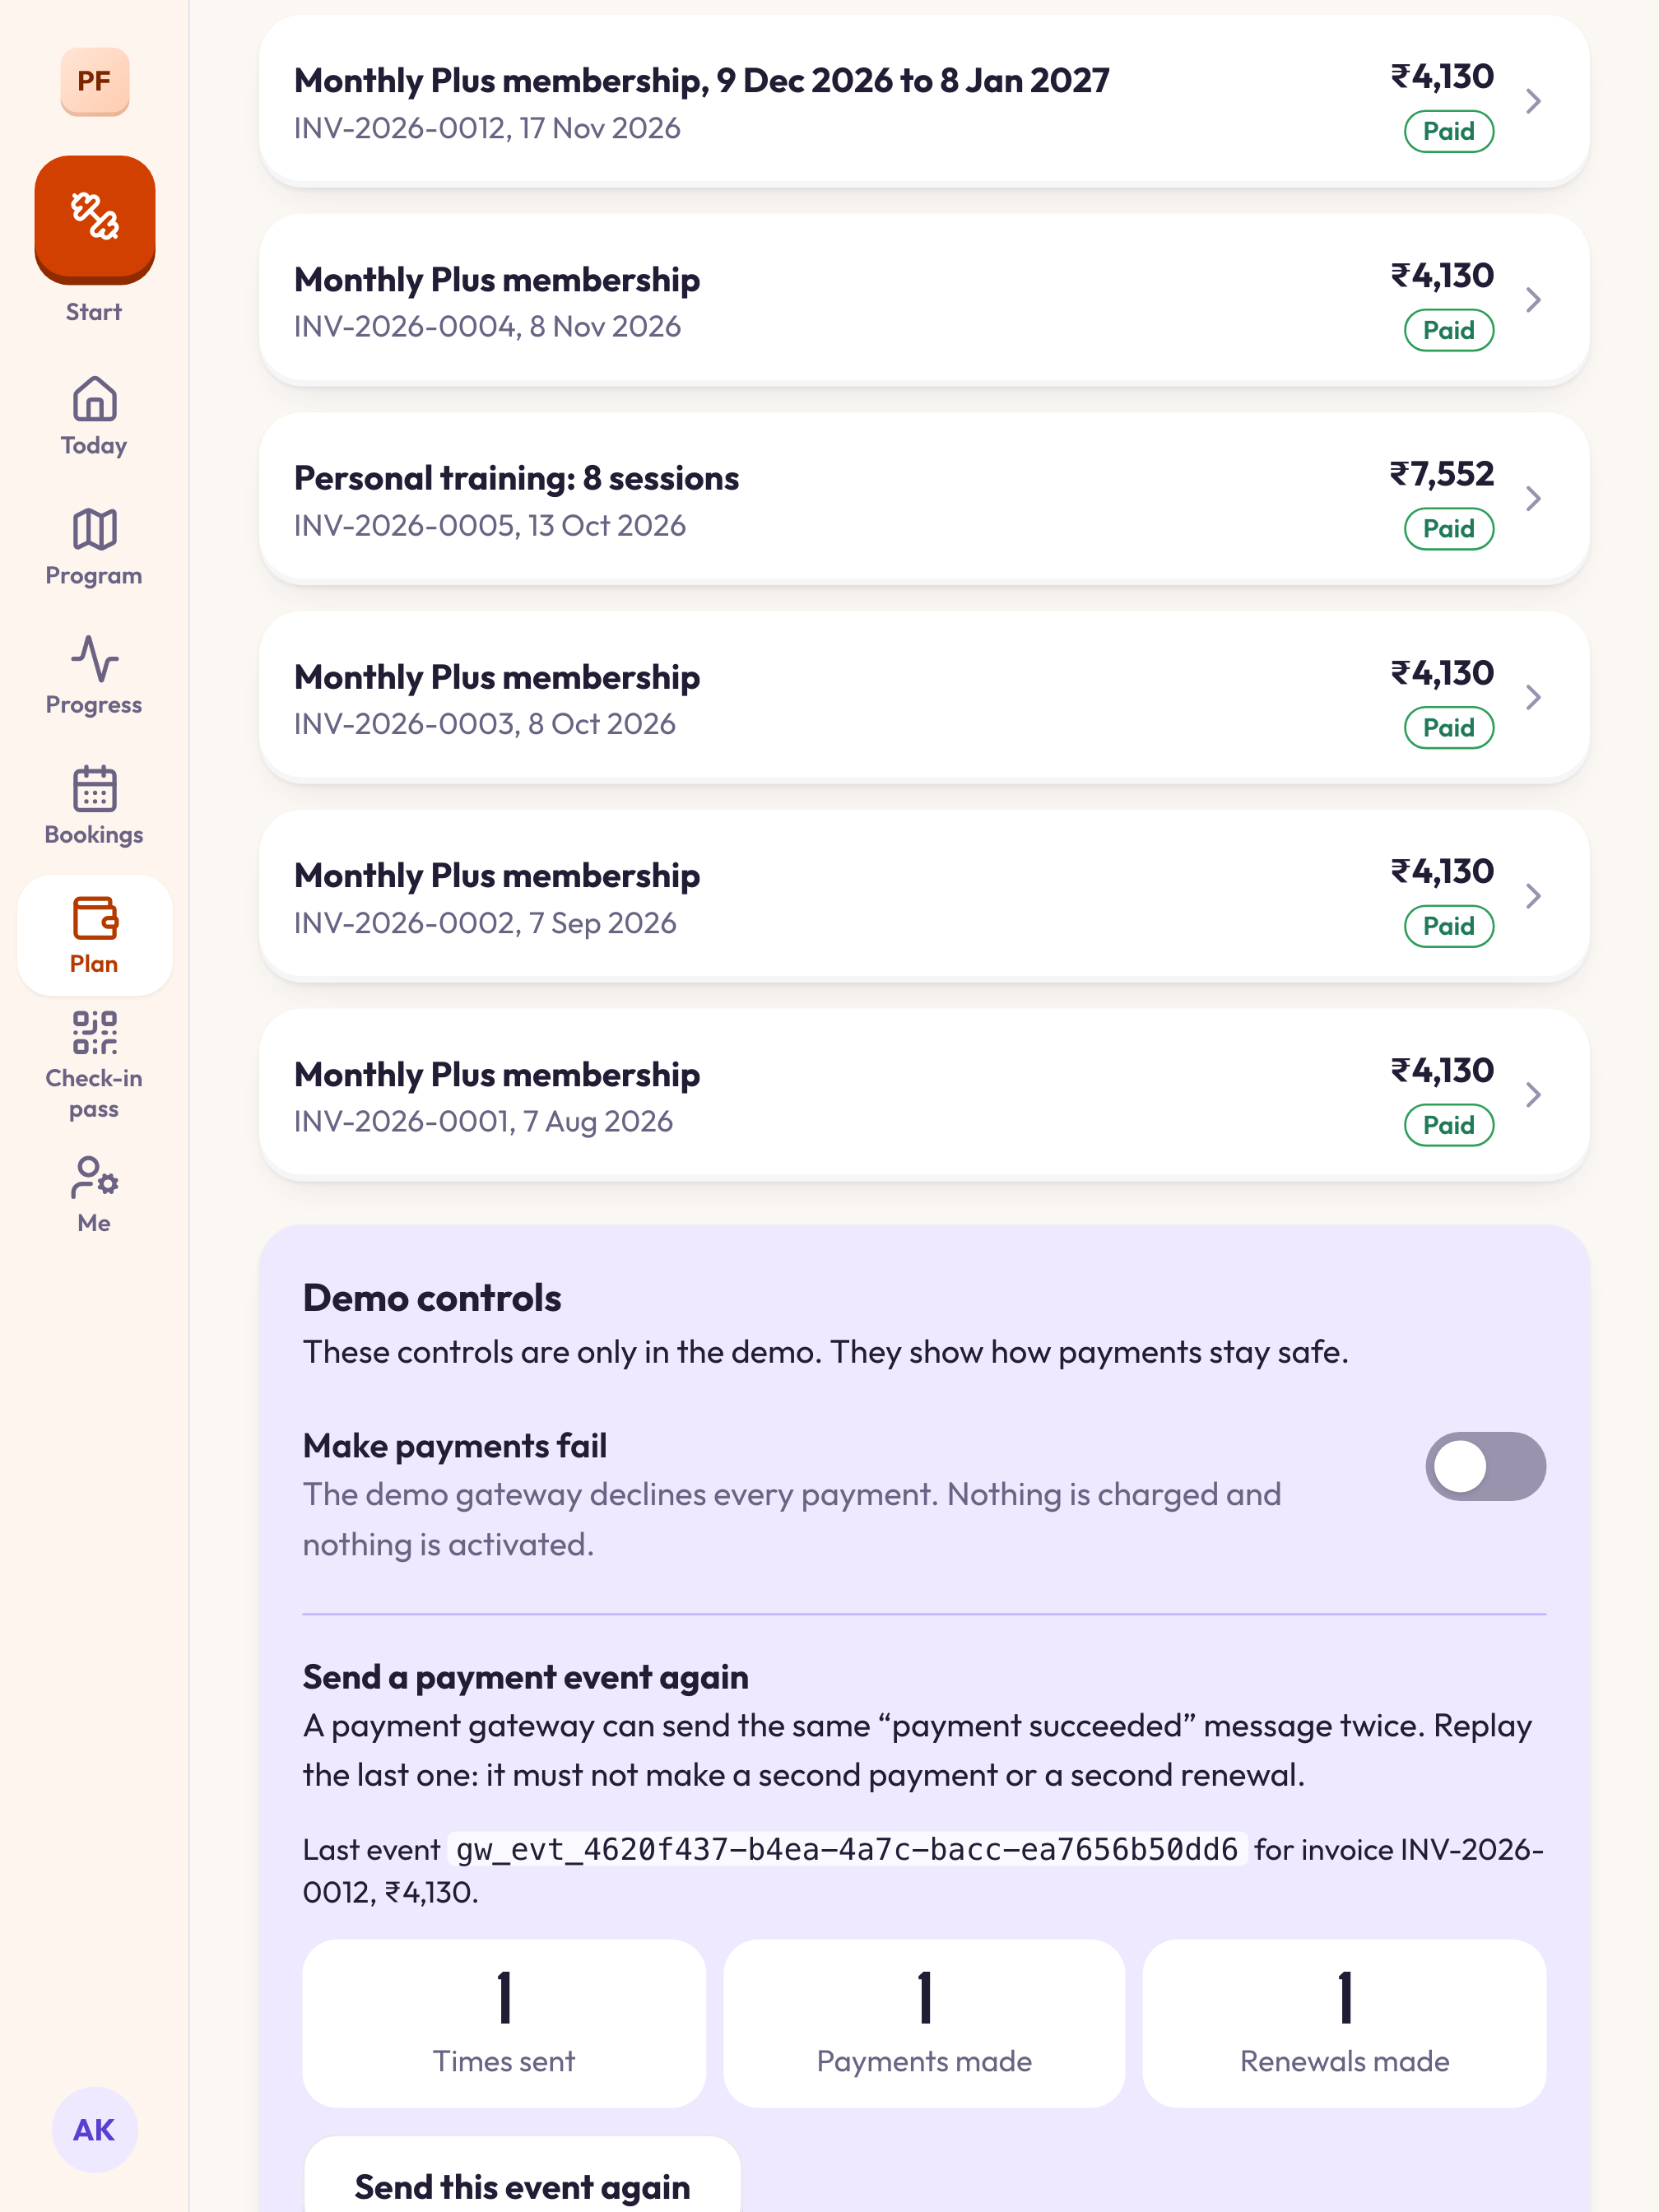 PF
Start
Today
Program
Progress
Bookings
Plan
Check-in
pass
Me
AK
Monthly Plus membership, 9 Dec 2026 to 8 Jan 2027
INV-2026-0012, 17 Nov 2026
₹4,130
Paid
Monthly Plus membership
INV-2026-0004, 8 Nov 2026
₹4,130
Paid
Personal training: 8 sessions
INV-2026-0005, 13 Oct 2026
₹7,552
Paid
Monthly Plus membership
INV-2026-0003, 8 Oct 2026
₹4,130
Paid
Monthly Plus membership
INV-2026-0002, 7 Sep 2026
₹4,130
Paid
Monthly Plus membership
INV-2026-0001, 7 Aug 2026
₹4,130
Paid
Demo controls
These controls are only in the demo. They show how payments stay safe.
Make payments fail
The demo gateway declines every payment. Nothing is charged and
nothing is activated.
Send a payment event again
A payment gateway can send the same “payment succeeded” message twice. Replay
the last one: it must not make a second payment or a second renewal.
Last event gw_evt_4620f437-b4ea-4a7c-bacc-ea7656b50dd6 for invoice INV-2026-
0012, ₹4,130.
1
Times sent
1
Payments made
1
Renewals made
Send this event again